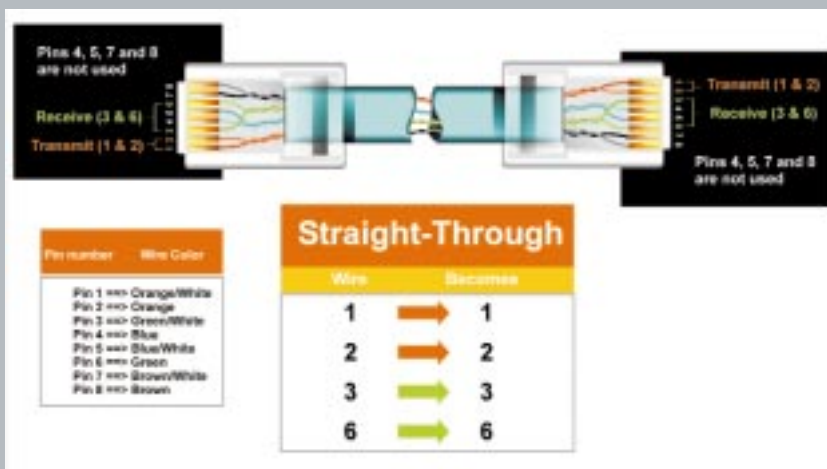 Pins 4, 5, 7 and 8
are not used
Receive (3 & 6)
Transmit (1 & 2)
Transmit (1 & 2)
Receive (3 & 6)
Pins 4, 5, 7 and 8
are not used
Pin number Wire Color
Pin 1 ==> Orange/White
Pin 2 ==> Orange
Pin 3 ==> Green/White
Pin 4 ==> Blue
Pin 5 ==> Blue/White
Pin 6 ==> Green
Pin 7 ==> Brown/White
Pin 8 ==> Brown
Straight-Through
Wire Becomes
1 1
2 2
3 3
6 6